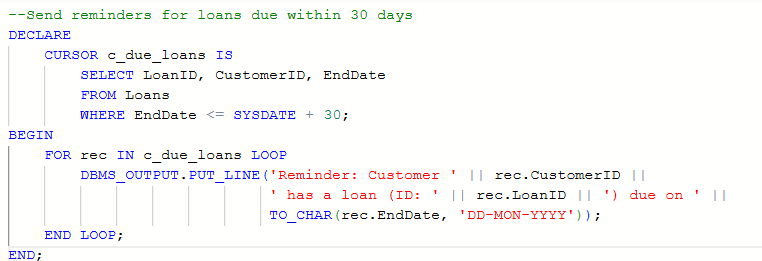 --Send reminders for loans due within 30 days
DECLARE
    CURSOR c_due_loans IS
        SELECT LoanID, CustomerID, EndDate
        FROM Loans
        WHERE EndDate <= SYSDATE + 30;
BEGIN
    FOR rec IN c_due_loans LOOP
        DBMS_OUTPUT.PUT_LINE('Reminder: Customer ' || rec.CustomerID ||
                             ' has a loan (ID: ' || rec.LoanID || ') due on ' ||
                             TO_CHAR(rec.EndDate, 'DD-MON-YYYY'));
    END LOOP;
END;